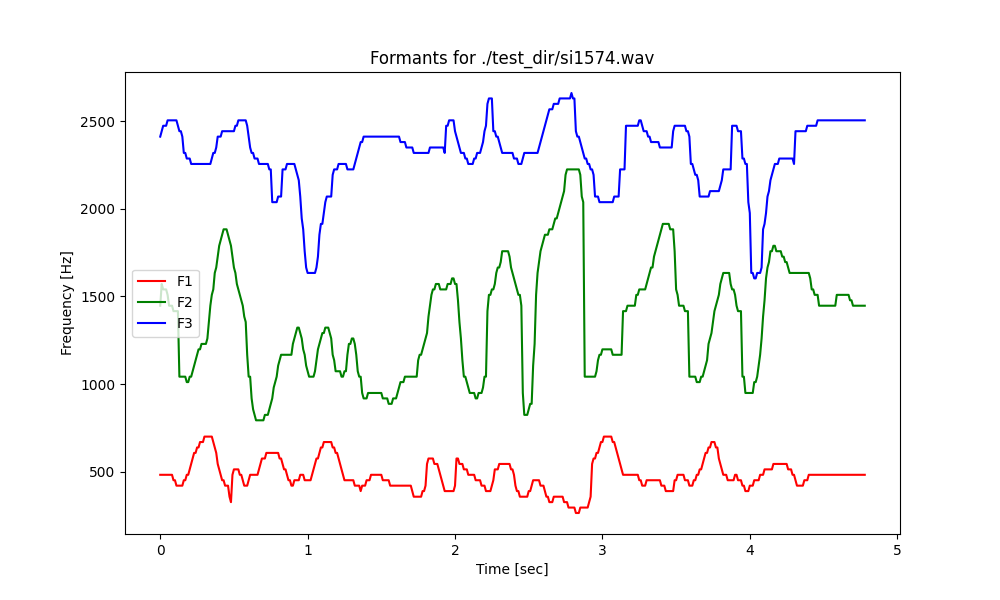 Formants for ./test_dir/si1574.wav
Frequency [Hz]
2500
2000
1500
1000
500
F1
F2
F3
0 1 2 3 4 5
Time [sec]